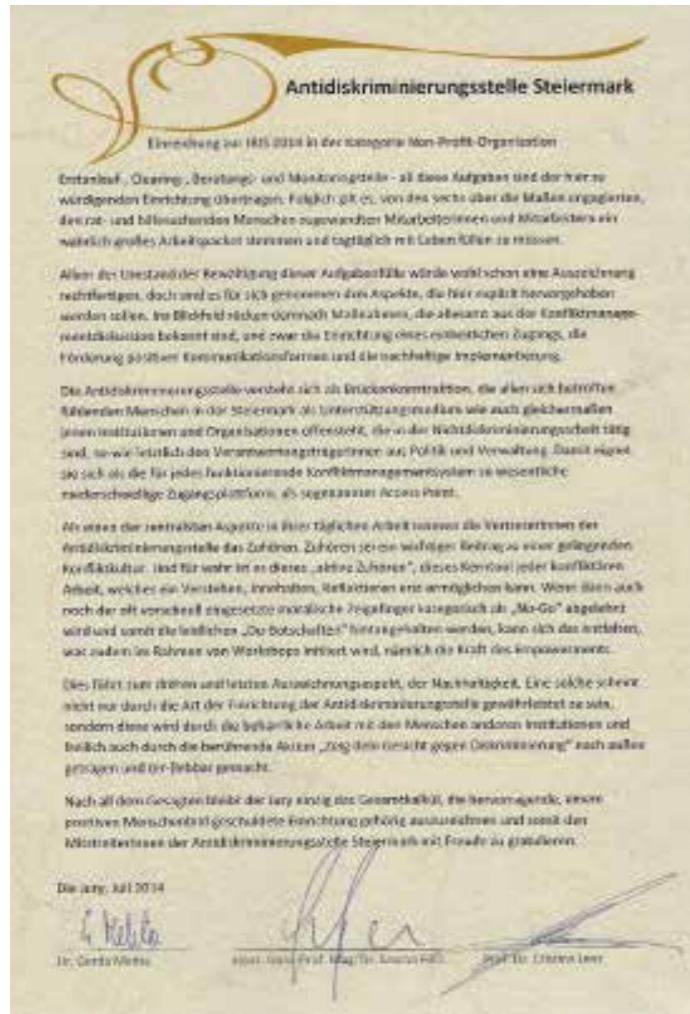 Antidiskriminierungsstelle Steiermark
Einreichung zur IRIS 2014 in der Kategorie Non-Profit-Organisation
Erstanlauf-, Clearing-, Beratungs- und Monitoringstelle - all diese Aufgaben sind der hier zu
würdigenden Einrichtung übertragen. Folglich gilt es, von den sechs über die Maßen engagierten,
den rat- und hilfesuchenden Menschen zugewandten Mitarbeiterinnen und Mitarbeitern ein
wahrlich großes Arbeitspacket stemmen und tagtäglich mit Leben füllen zu müssen.
Allein der Umstand der Bewältigung dieser Aufgabenfülle würde wohl schon eine Auszeichnung
rechtfertigen, doch sind es für sich genommen drei Aspekte, die hier explizit hervorgehoben
werden sollen. Ins Blickfeld rücken demnach Maßnahmen, die allesamt aus der Konfliktmanage-
mentdiskussion bekannt sind, und zwar die Einrichtung eines einheitlichen Zugangs, die
Förderung positiver Kommunikationsformen und die nachhaltige Implementierung.
Die Antidiskriminierungsstelle versteht sich als Brückenkonstruktion, die allen sich betroffen
fühlenden Menschen in der Steiermark als Unterstützungsmedium wie auch gleichermaßen
jenen Institutionen und Organisationen offensteht, die in der Nichtdiskriminierungsarbeit tätig
sind, so wie letztlich den VerantwortungsträgerInnen aus Politik und Verwaltung. Damit eignet
sie sich als die für jedes funktionierende Konfliktmanagementsystem so wesentliche
niederschwellige Zugangsplattform, als sogenannter Access Point.
Als einen der zentralsten Aspekte in ihrer täglichen Arbeit nennen die VertreterInnen der
Antidiskriminierungsstelle das Zuhören. Zuhören sei ein wichtiger Beitrag zu einer gelingenden
Konfliktkultur. Und für wahr ist es dieses „aktive Zuhören“, dieses Kerntool jeder konfliktären
Arbeit, welches ein Verstehen, Innehalten, Reflektieren erst ermöglichen kann. Wenn dann auch
noch der oft vorschnell eingesetzte moralische Zeigefinger kategorisch als „No-Go“ abgelehnt
wird und somit die leidlichen „Du-Botschaften“ hintangehalten werden, kann sich das entfalten,
was zudem im Rahmen von Workshops initiiert wird, nämlich die Kraft des Empowerments.
Dies führt zum dritten und letzten Auszeichnungsaspekt, der Nachhaltigkeit. Eine solche scheint
nicht nur durch die Art der Einrichtung der Antidiskriminierungsstelle gewährleistet zu sein,
sondern diese wird durch die beharrliche Arbeit mit den Menschen anderen Institutionen und
freilich auch durch die berührende Aktion „Zeig dein Gesicht gegen Diskriminierung“ nach außen
getragen und er-liebbar gemacht.
Nach all dem Gesagten bleibt der Jury einzig das Gesamtkalkül, die hervorragende, einem
positiven Menschenbild geschuldete Einrichtung gehörig auszuzeichnen und somit den
MitstreiterInnen der Antidiskriminierungsstelle Steiermark mit Freude zu gratulieren.
Die Jury, Juli 2014
Dr. Gerda
Prof. Dr.